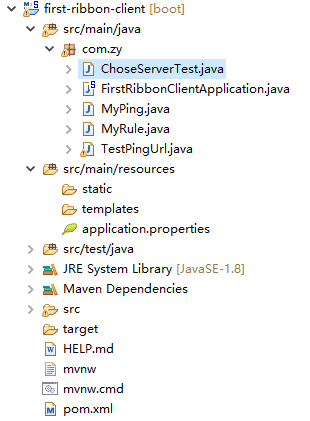 first-ribbon-client [boot]
src/main/java
com.zy
ChoseServerTest.java
FirstRibbonClientApplication.java
MyPing.java
MyRule.java
TestPingUrl.java
src/main/resources
static
templates
application.properties
src/test/java
JRE System Library [JavaSE-1.8]
Maven Dependencies
src
target
HELP.md
mvnw
mvnw.cmd
pom.xml